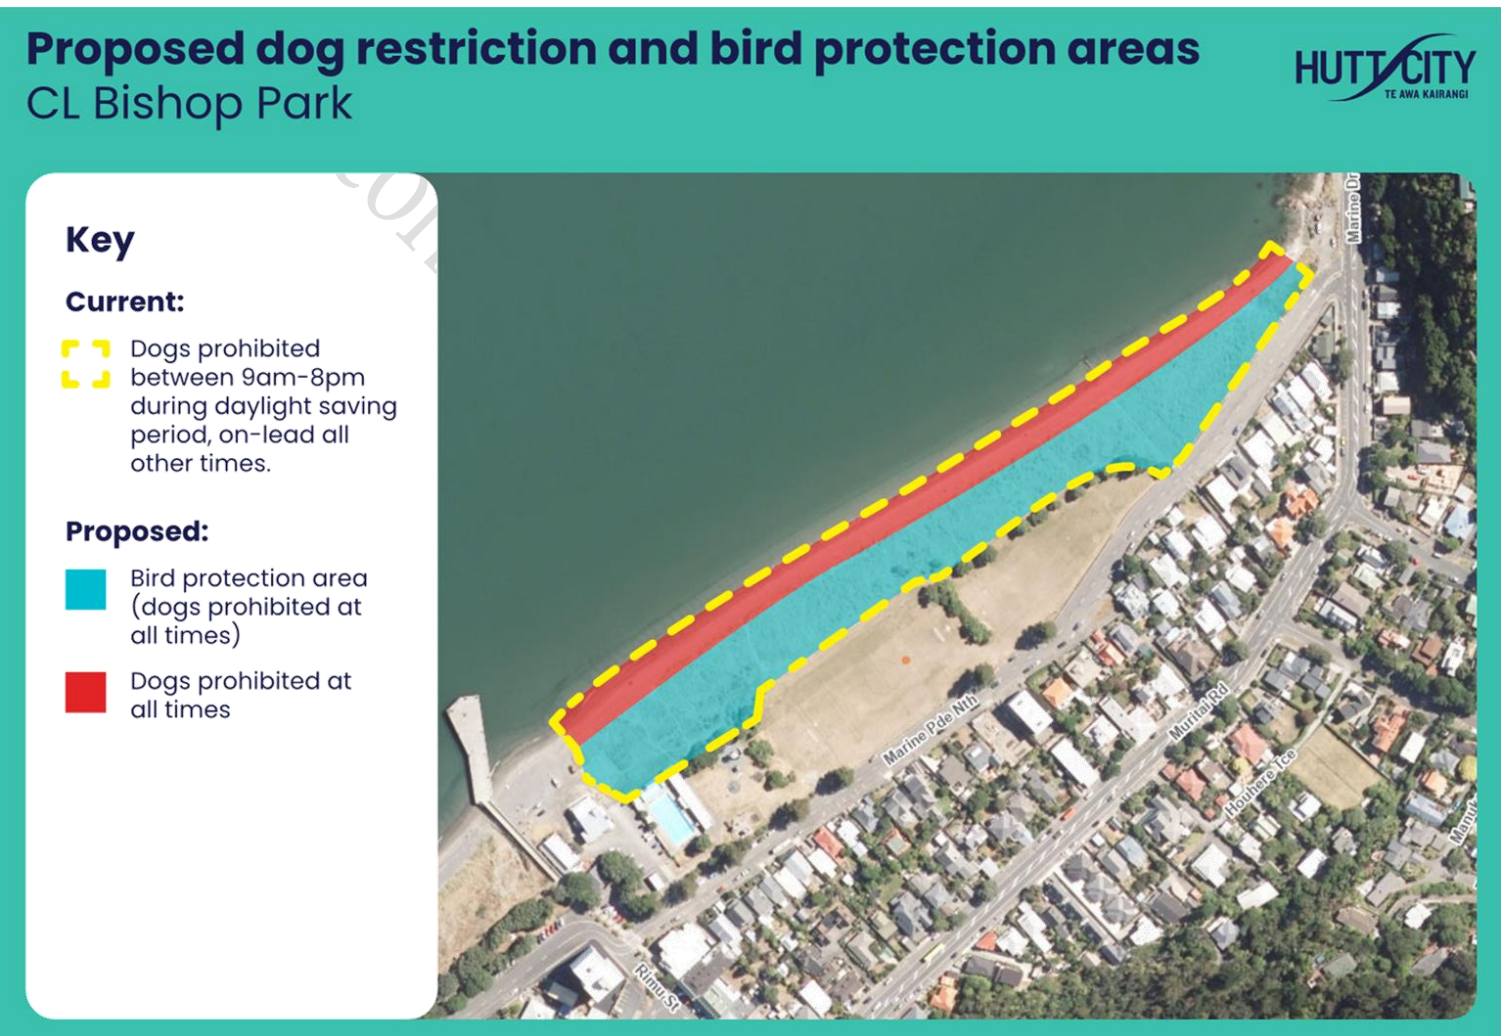 Proposed dog restriction and bird protection areas
CL Bishop Park
HUTT CITY
TE AWA KAIRANGI
Key
Current:
Dogs prohibited
between 9am-8pm
during daylight saving
period, on-lead all
other times.
Proposed:
Bird protection area
(dogs prohibited at
all times)
Dogs prohibited at
all times
Marine Dr
Marine Pde Nth
Muritai Rd
Houhere Tce
Rimu St